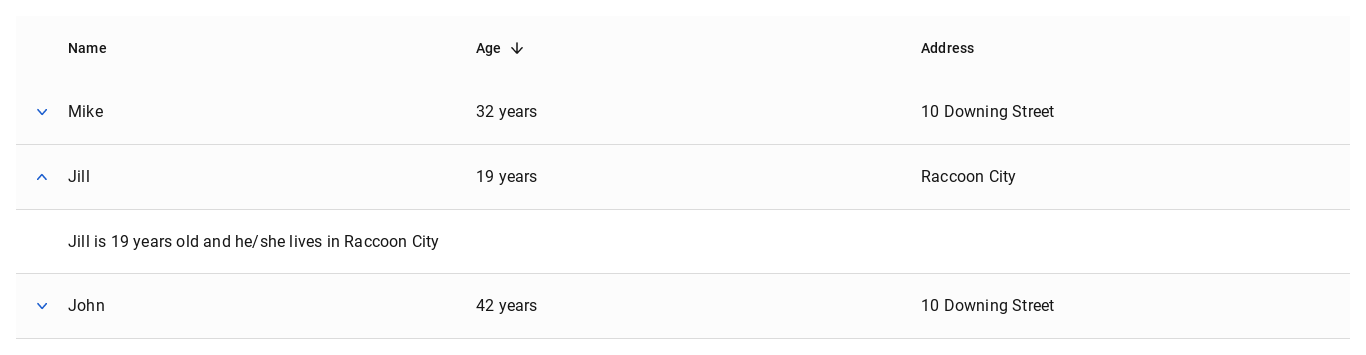 Name Age Address
Mike 32 years 10 Downing Street
Jill 19 years Raccoon City
Jill is 19 years old and he/she lives in Raccoon City
John 42 years 10 Downing Street